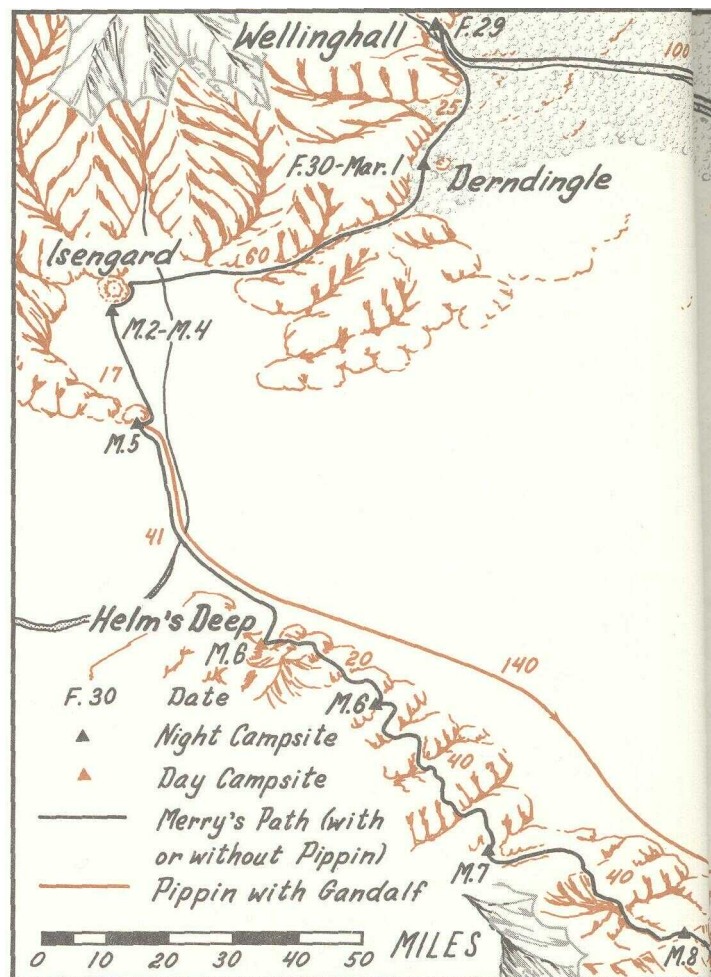 Wellinghall
F.29
100
25
F.30-Mar.1
Derndingle
Isengard
60
M.2-M.4
17
M.5
41
Helm's Deep
M.6
20
140
F.30 Date
M.6
Night Campsite
40
Day Campsite
Merry's Path (with
or without Pippin)
M.7
40
Pippin with Gandalf
MILES
M.8
0 10 20 30 40 50